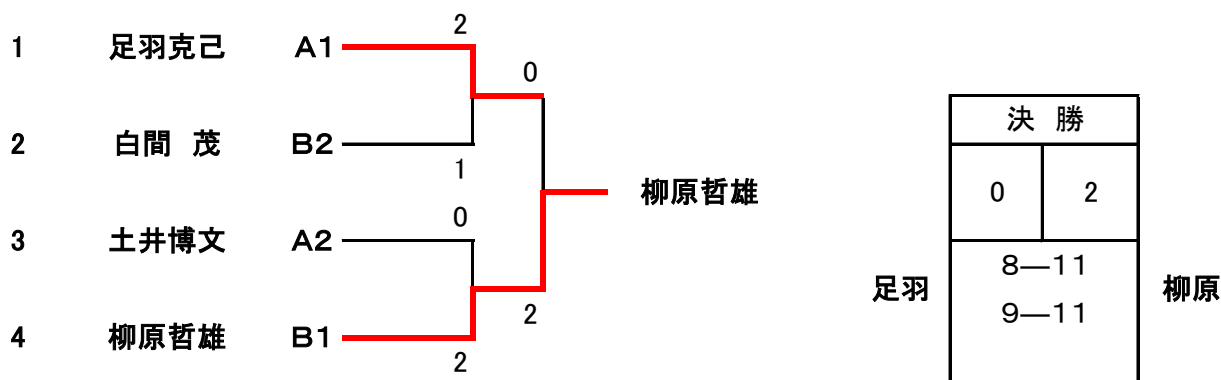 1 足羽克己 A1 2
0
2 白間 茂 B2 1
柳原哲雄
3 土井博文 A2 0
2
4 柳原哲雄 B1 2
決 勝
0 2
足羽 8—11 柳原
9—11